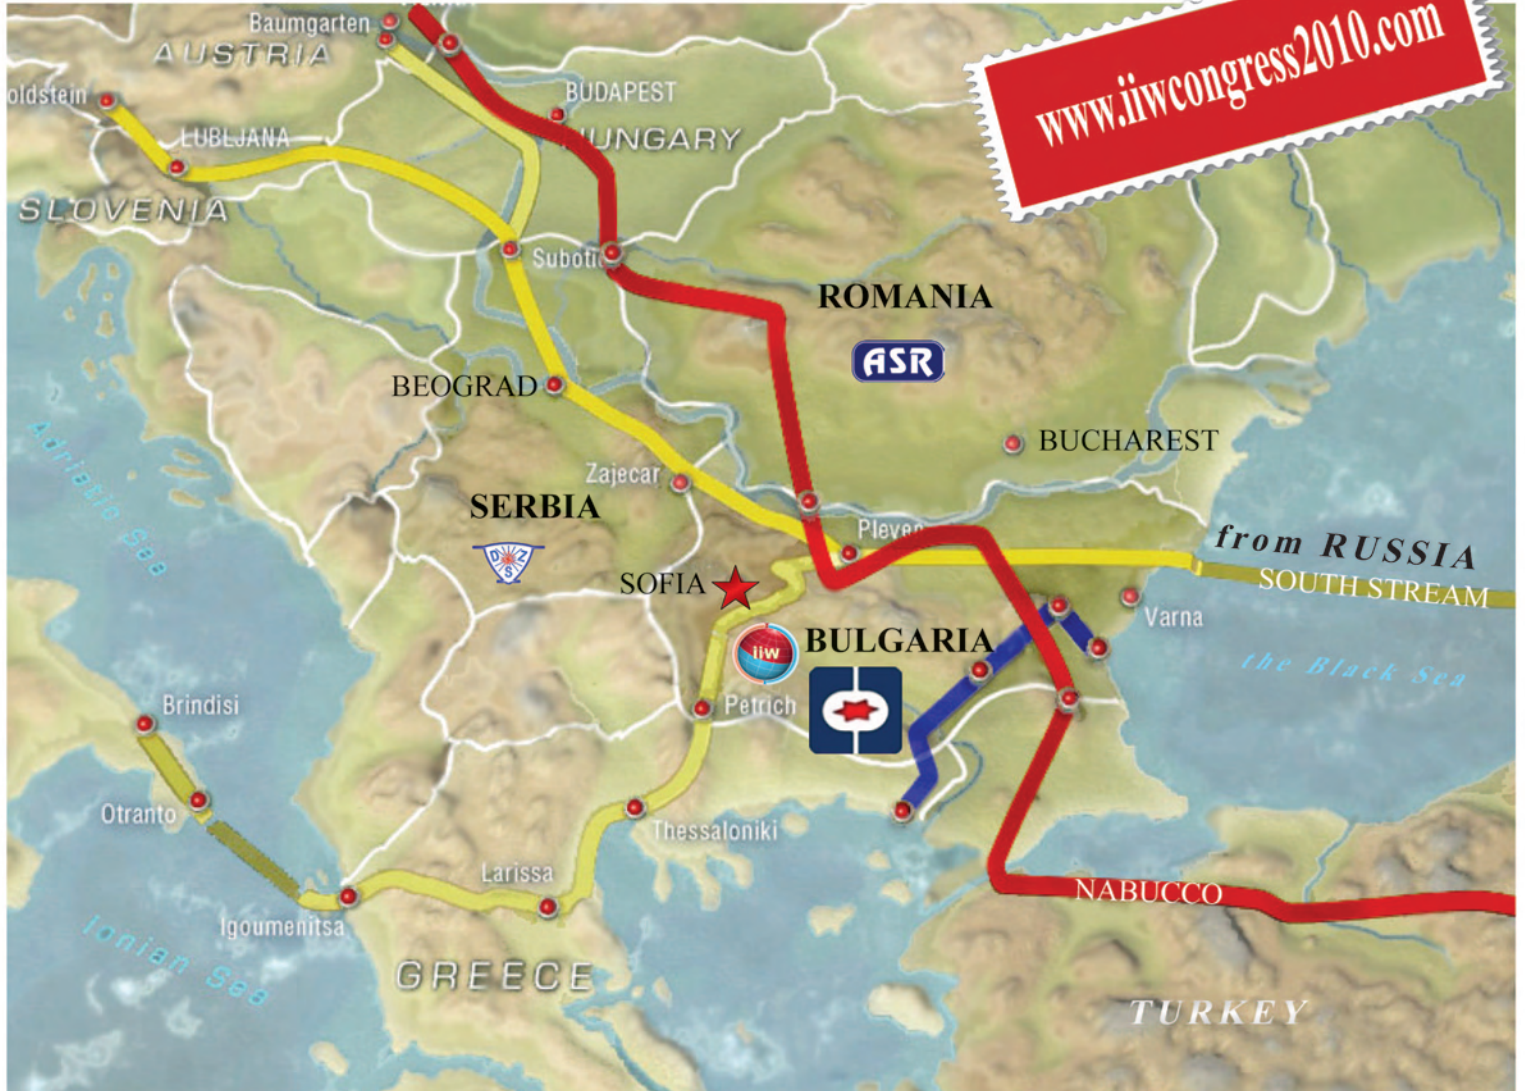 Baumgarten
AUSTRIA
www.iiwcongress2010.com
oldstein
BUDAPEST
HUNGARY
LUBLJANA
SLOVENIA
Suboti
ROMANIA
ASR
BEOGRAD
BUCHAREST
Adriatic Sea
Zajecar
SERBIA
DZS
Pleven
from RUSSIA
SOUTH STREAM
SOFIA
Varna
BULGARIA
iiw
the Black Sea
Petrich
Brindisi
Otranto
Thessaloniki
Larissa
NABUCCO
Igoumenitsa
Ionian Sea
GREECE
TURKEY